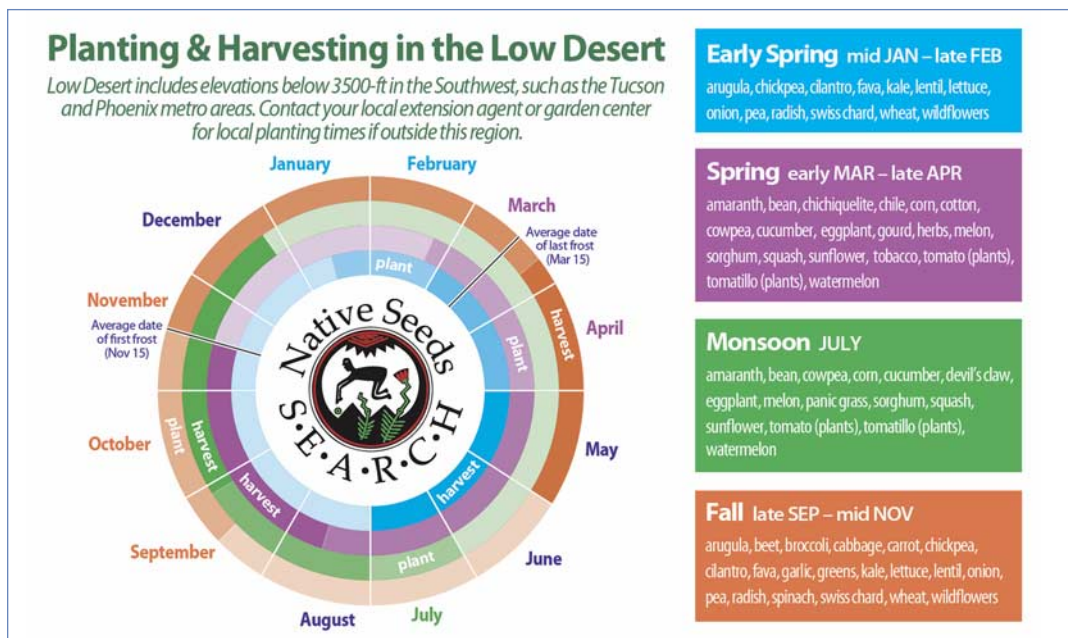 Planting & Harvesting in the Low Desert
Low Desert includes elevations below 3500-ft in the Southwest, such as the Tucson
and Phoenix metro areas. Contact your local extension agent or garden center
for local planting times if outside this region.
January
February
March
Average date
of last frost
(Mar 15)
April
May
June
July
August
September
October
November
Average date
of first frost
(Nov 15)
December
plant
plant
harvest
harvest
plant
harvest
harvest
plant
Native Seeds
S•E•A•R•C•H
Early Spring mid JAN – late FEB
arugula, chickpea, cilantro, fava, kale, lentil, lettuce,
onion, pea, radish, swiss chard, wheat, wildflowers
Spring early MAR – late APR
amaranth, bean, chichiquelite, chile, corn, cotton,
cowpea, cucumber, eggplant, gourd, herbs, melon,
sorghum, squash, sunflower, tobacco, tomato (plants),
tomatillo (plants), watermelon
Monsoon JULY
amaranth, bean, cowpea, corn, cucumber, devil's claw,
eggplant, melon, panic grass, sorghum, squash,
sunflower, tomato (plants), tomatillo (plants),
watermelon
Fall late SEP – mid NOV
arugula, beet, broccoli, cabbage, carrot, chickpea,
cilantro, fava, garlic, greens, kale, lettuce, lentil, onion,
pea, radish, spinach, swiss chard, wheat, wildflowers